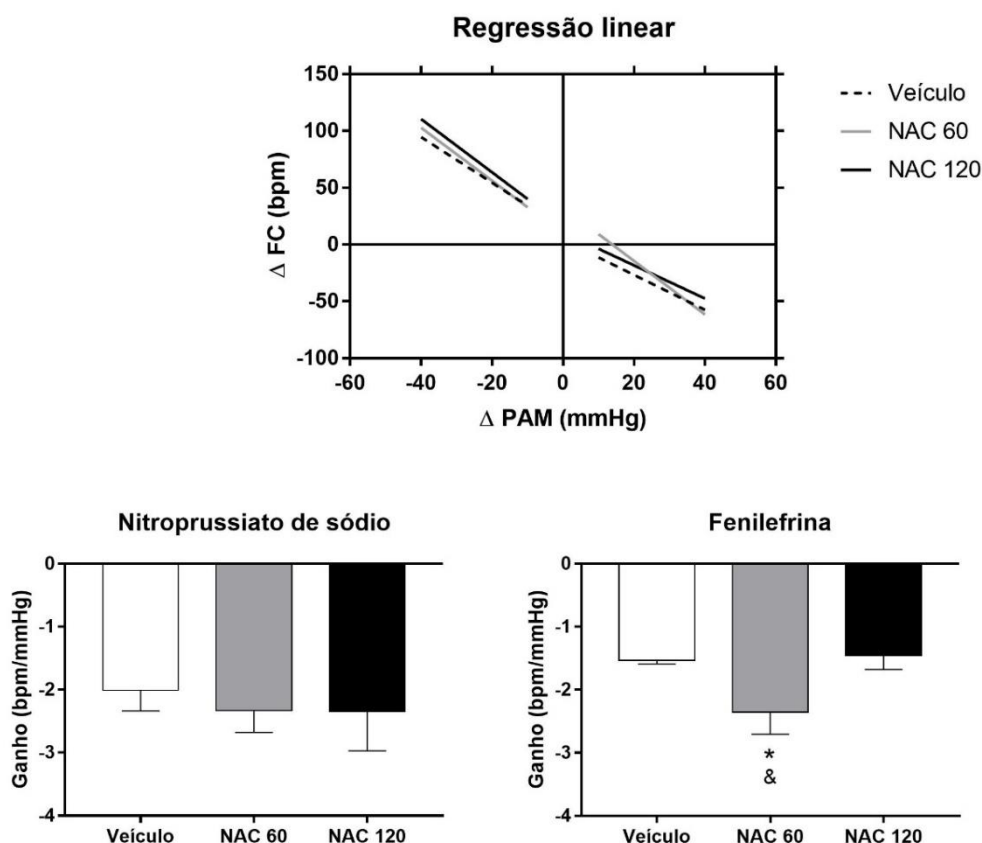 Regressão linear
150
100
50
0
-50
-100
-60 -40 -20 0 20 40 60
Δ FC (bpm)
Δ PAM (mmHg)
Veículo
NAC 60
NAC 120
Nitroprussiato de sódio
0
-1
-2
-3
-4
Ganho (bpm/mmHg)
Veículo NAC 60 NAC 120
Fenilefrina
0
-1
-2
-3
-4
Ganho (bpm/mmHg)
*
&
Veículo NAC 60 NAC 120